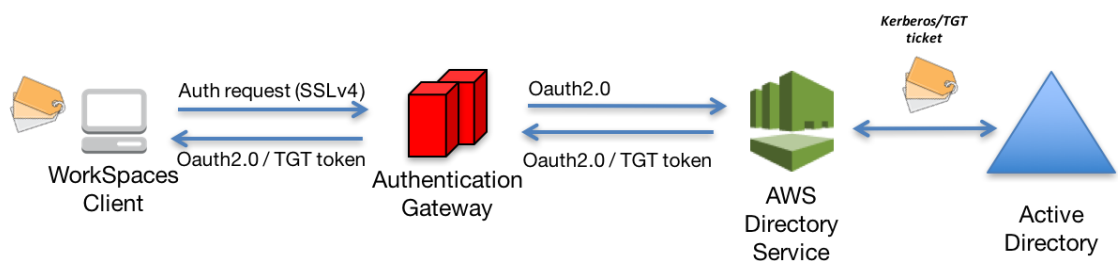 Kerberos/TGT
ticket
Auth request (SSLv4)
Oauth2.0
Oauth2.0 / TGT token
Oauth2.0 / TGT token
WorkSpaces
Client
Authentication
Gateway
AWS
Directory
Service
Active
Directory